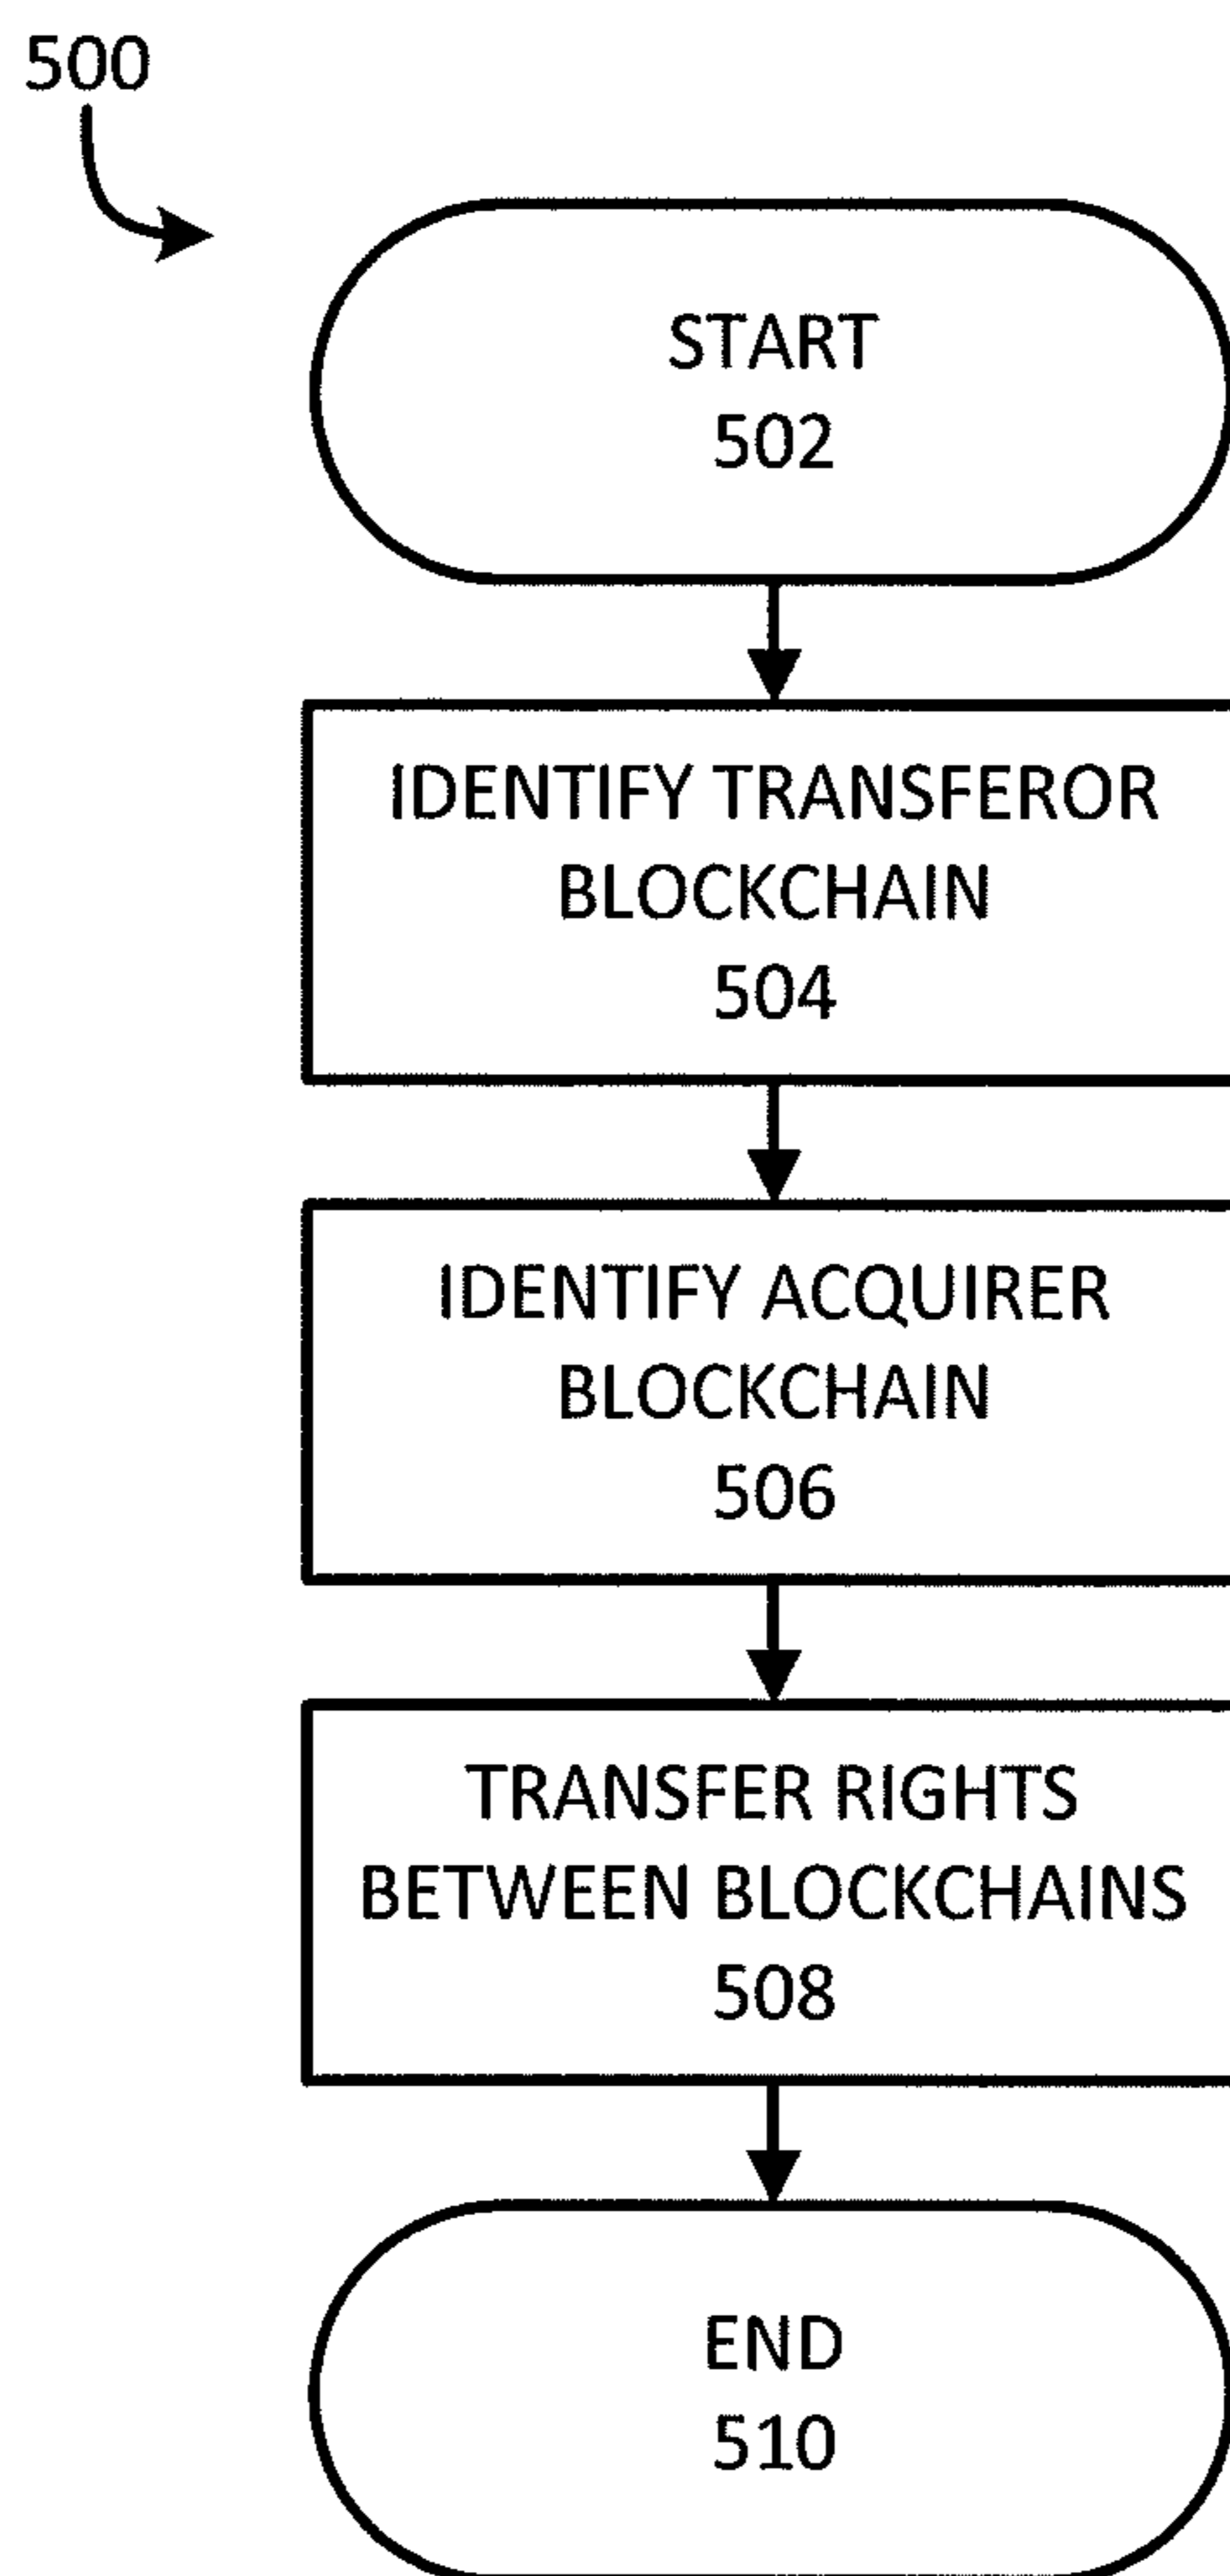 500
START
502
IDENTIFY TRANSFEROR
BLOCKCHAIN
504
IDENTIFY ACQUIRER
BLOCKCHAIN
506
TRANSFER RIGHTS
BETWEEN BLOCKCHAINS
508
END
510